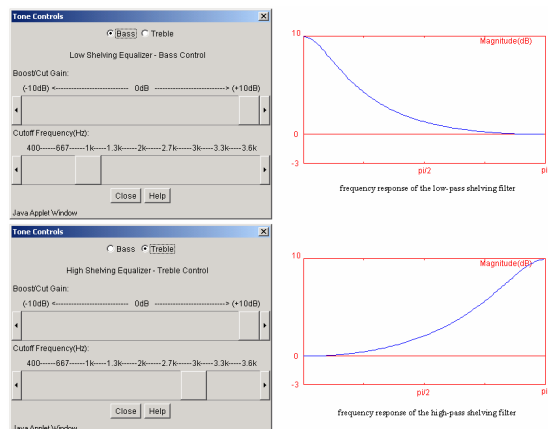 Tone Controls
Bass Treble
Low Shelving Equalizer - Bass Control
Boost/Cut Gain:
(-10dB) <----------------------- 0dB -----------------------> (+10dB)
Cutoff Frequency(Hz):
400------667------1k---1.3k---2k---2.7k---3k---3.3k---3.6k
Close Help
Java Applet Window
10
Magnitude(dB)
0
-3
pi/2 pi
frequency response of the low-pass shelving filter
Tone Controls
Bass Treble
High Shelving Equalizer - Treble Control
Boost/Cut Gain:
(-10dB) <----------------------- 0dB -----------------------> (+10dB)
Cutoff Frequency(Hz):
400------667------1k---1.3k---2k---2.7k---3k---3.3k---3.6k
Close Help
Java Applet Window
10
Magnitude(dB)
0
-3
pi/2 pi
frequency response of the high-pass shelving filter